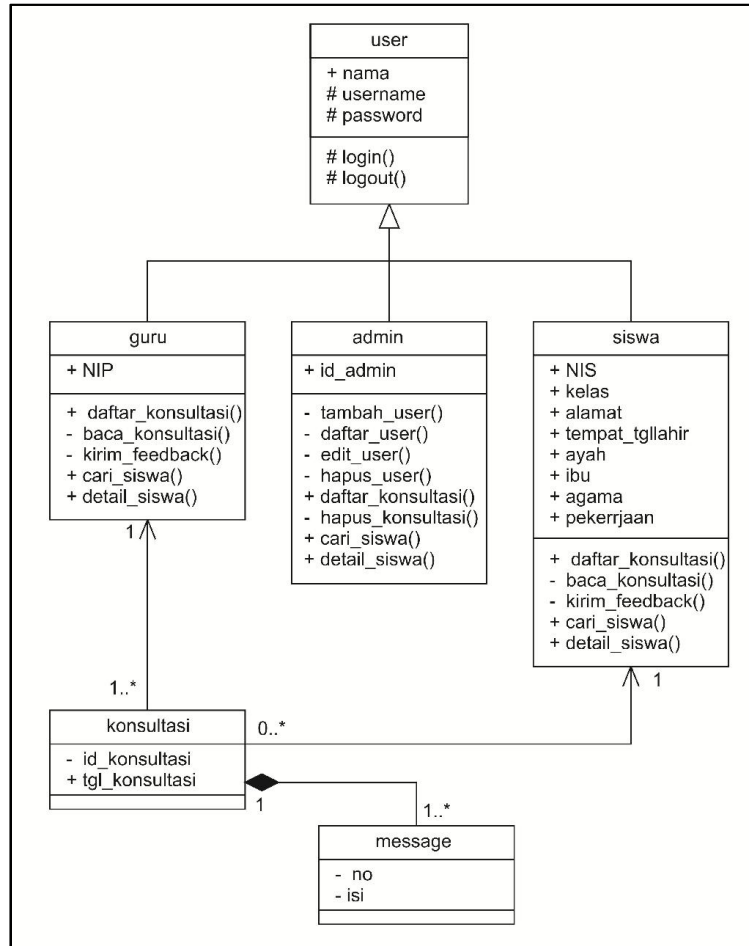 user
+ nama
# username
# password
# login()
# logout()
guru
+ NIP
+ daftar_konsultasi()
- baca_konsultasi()
- kirim_feedback()
+ cari_siswa()
+ detail_siswa()
admin
+ id_admin
- tambah_user()
- daftar_user()
- edit_user()
- hapus_user()
+ daftar_konsultasi()
- hapus_konsultasi()
+ cari_siswa()
+ detail_siswa()
siswa
+ NIS
+ kelas
+ alamat
+ tempat_tgllahir
+ ayah
+ ibu
+ agama
+ pekerrjaan
+ daftar_konsultasi()
- baca_konsultasi()
- kirim_feedback()
+ cari_siswa()
+ detail_siswa()
1
1..*
1
0..*
konsultasi
- id_konsultasi
+ tgl_konsultasi
1
1..*
message
- no
- isi